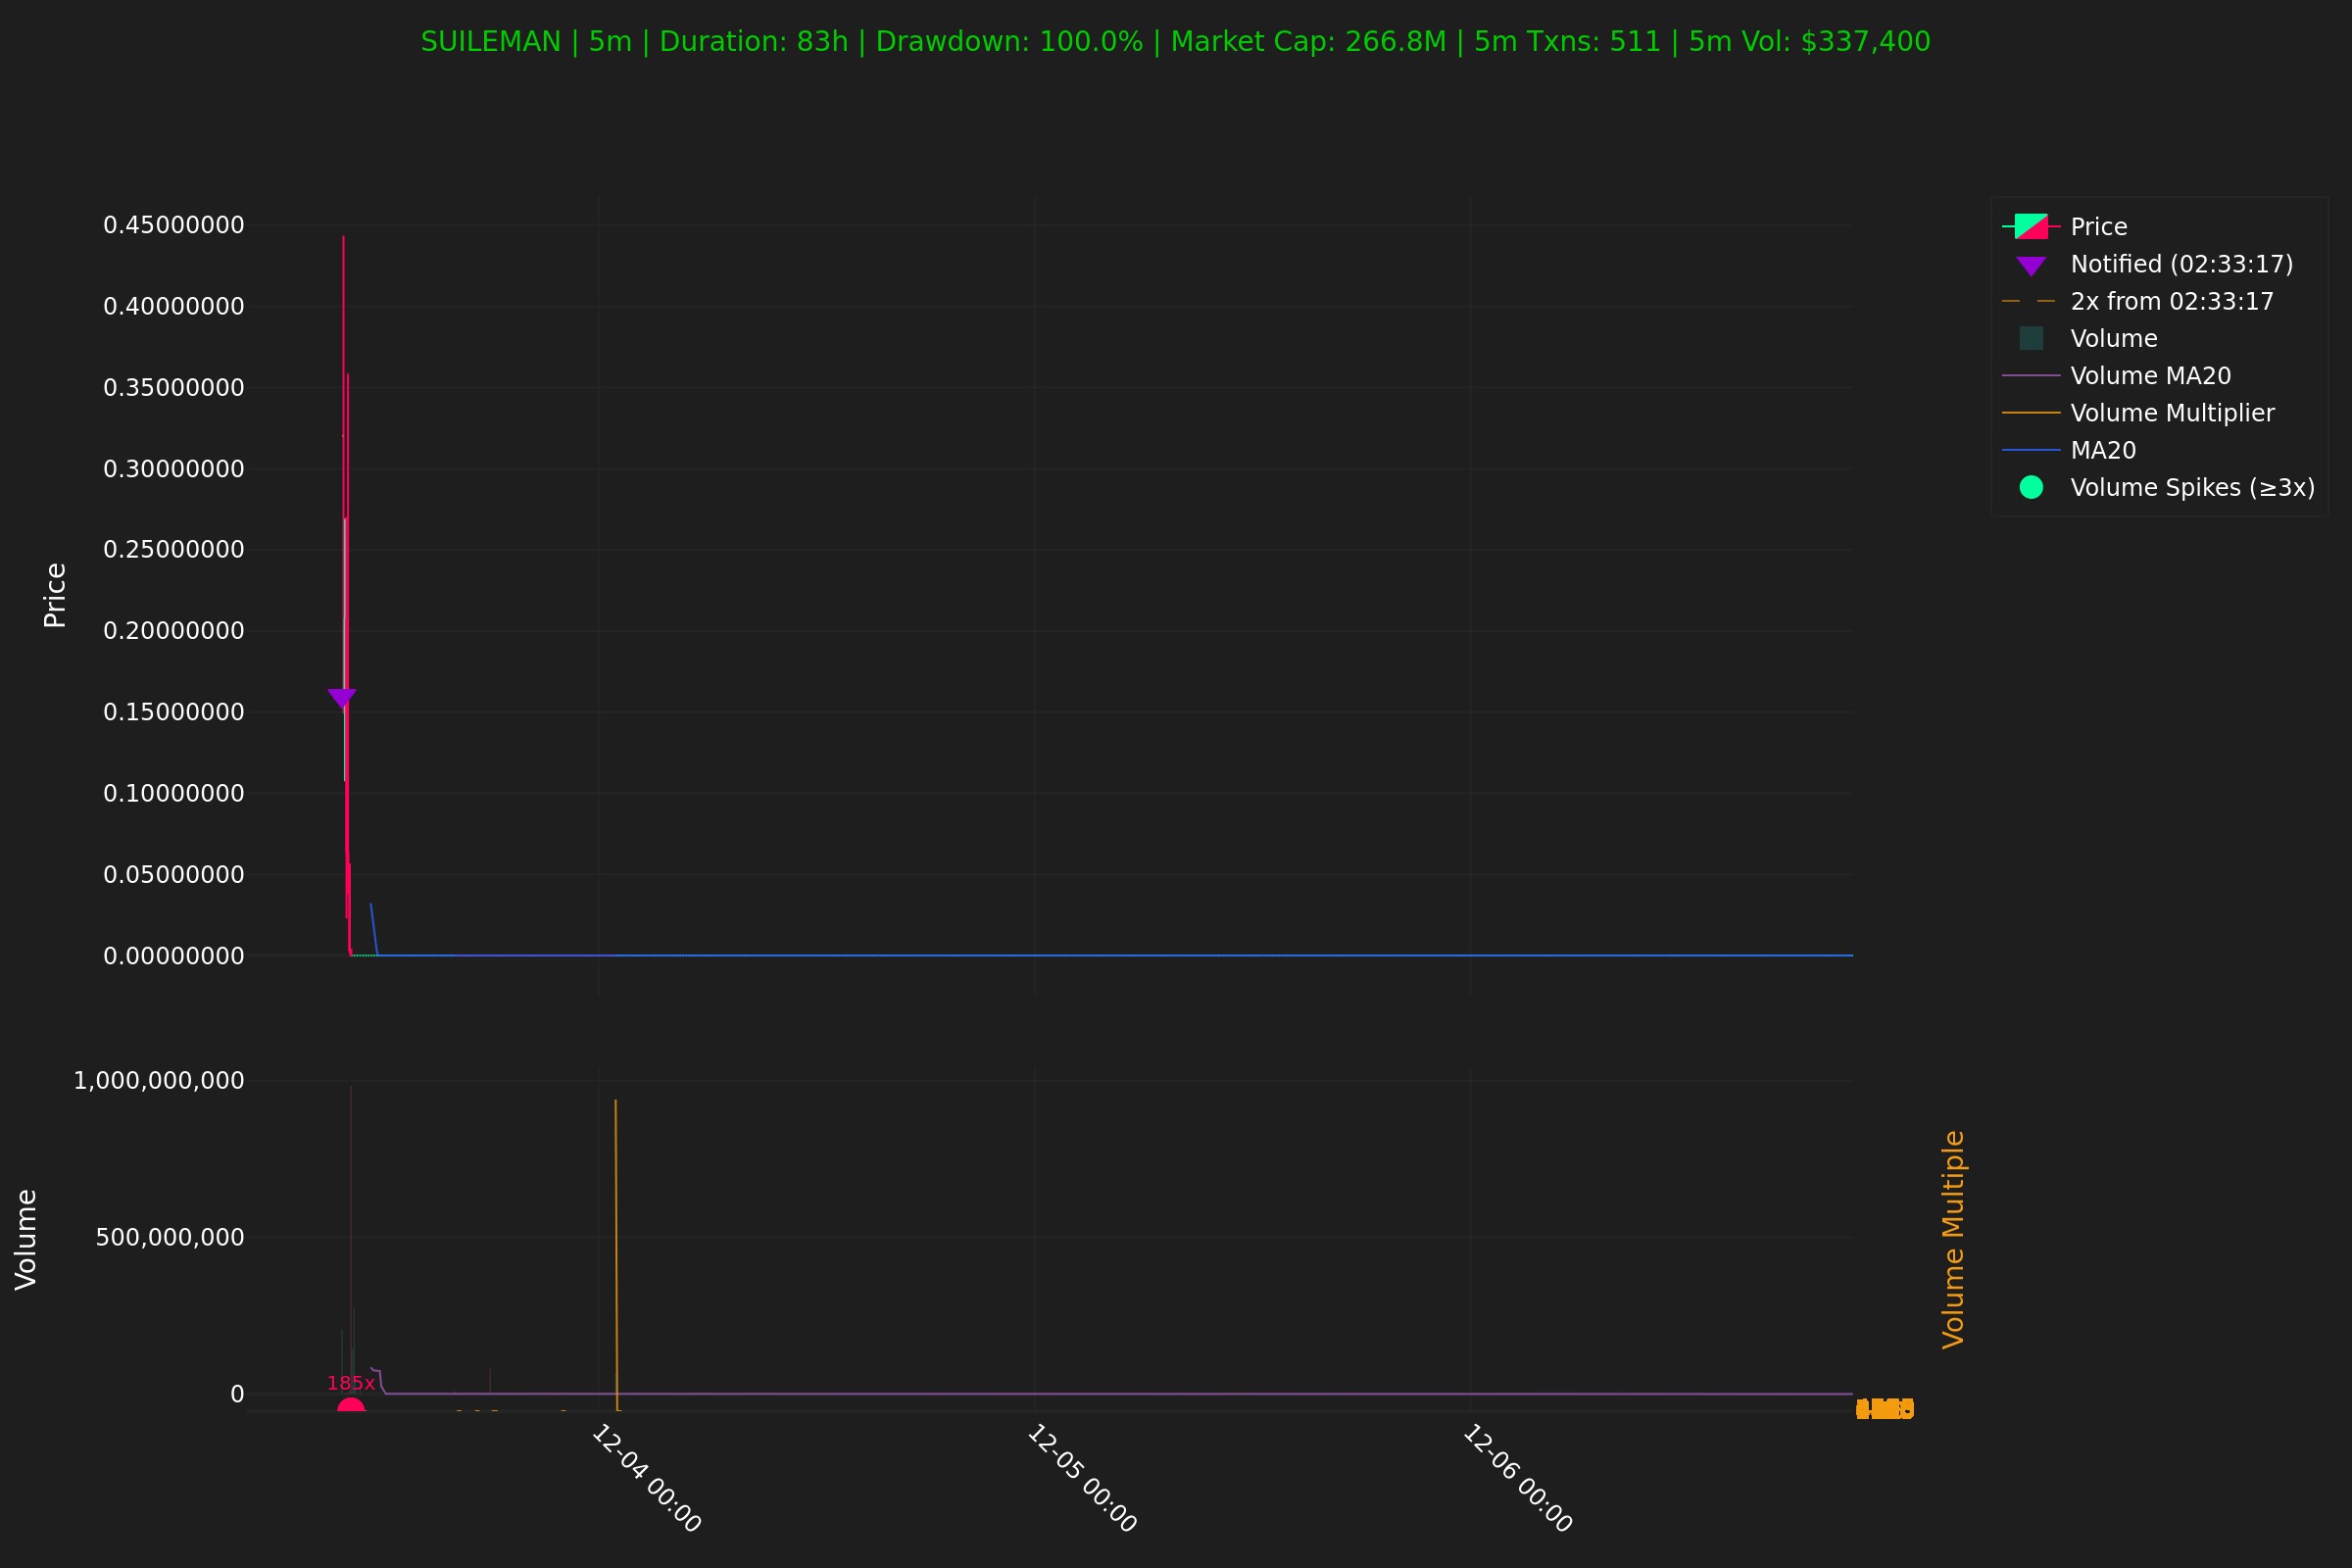 SUILEMAN | 5m | Duration: 83h | Drawdown: 100.0% | Market Cap: 266.8M | 5m Txns: 511 | 5m Vol: $337,400
Price
0.45000000
0.40000000
0.35000000
0.30000000
0.25000000
0.20000000
0.15000000
0.10000000
0.05000000
0.00000000
Price
Notified (02:33:17)
2x from 02:33:17
Volume
Volume MA20
Volume Multiplier
MA20
Volume Spikes (≥3x)
Volume
1,000,000,000
500,000,000
0
185x
Volume Multiple
12-04 00:00
12-05 00:00
12-06 00:00